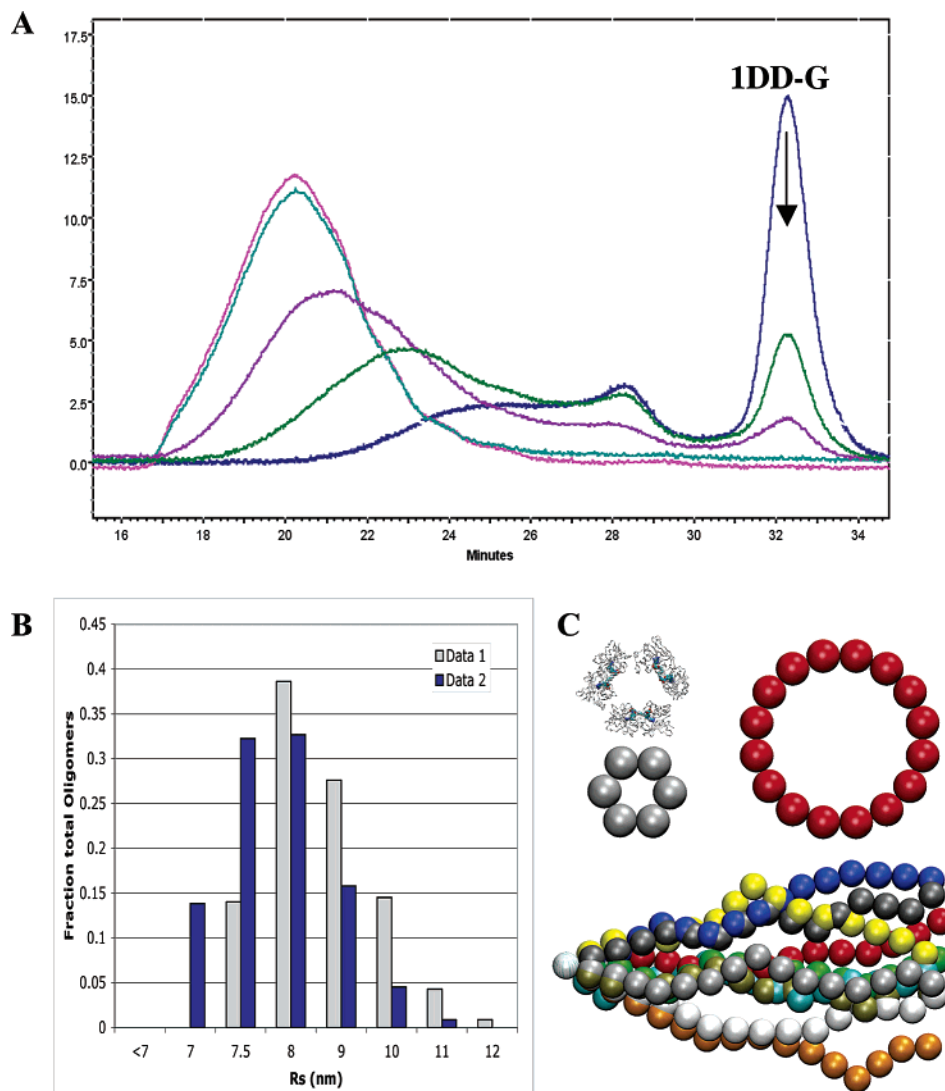 A
1DD-G
17.5
15.0
12.5
10.0
7.5
5.0
2.5
0.0
16 18 20 22 24 26 28 30 32 34
Minutes
B
C
Fraction total Oligomers
0.45
0.4
0.35
0.3
0.25
0.2
0.15
0.1
0.05
0
Data 1
Data 2
<7 7 7.5 8 9 10 11 12
Rs (nm)